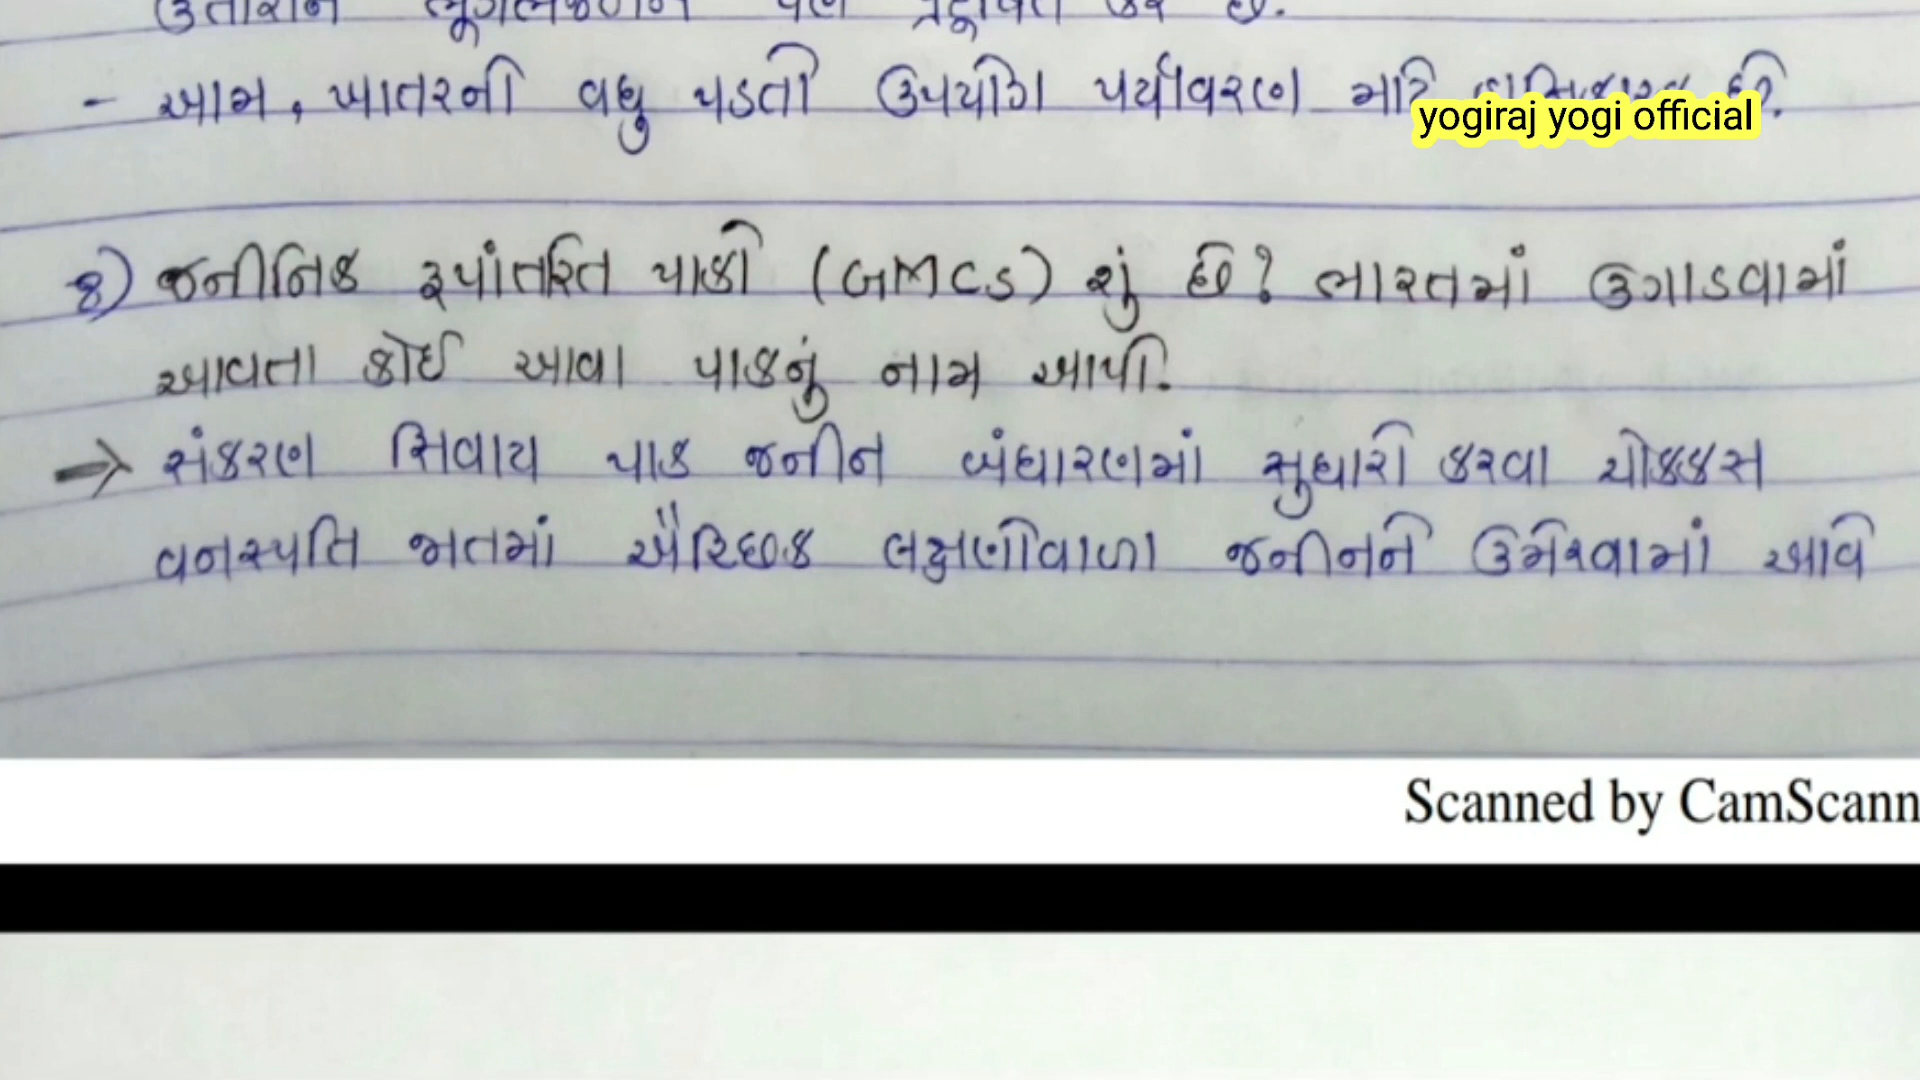 - આમ, ખાતરની વધુ પડતો ઉપયોગ પર્યાવરણ માટે છે.
yogiraj yogi official
૪) જનીનિક રૂપાંતરિત પાકો (GMCS) શું છે? ભારતમાં ઉગાડવામાં
આવતા કોઈ આવા પાકનું નામ આપો.
→ સંકરણ સિવાય પાક જનીન બંધારણમાં સુધારો કરવા ચોક્કસ
વનસ્પતિ જાતમાં ઐચ્છિક લક્ષણોવાળા જનીનને ઉમેરવામાં આવે
Scanned by CamScann